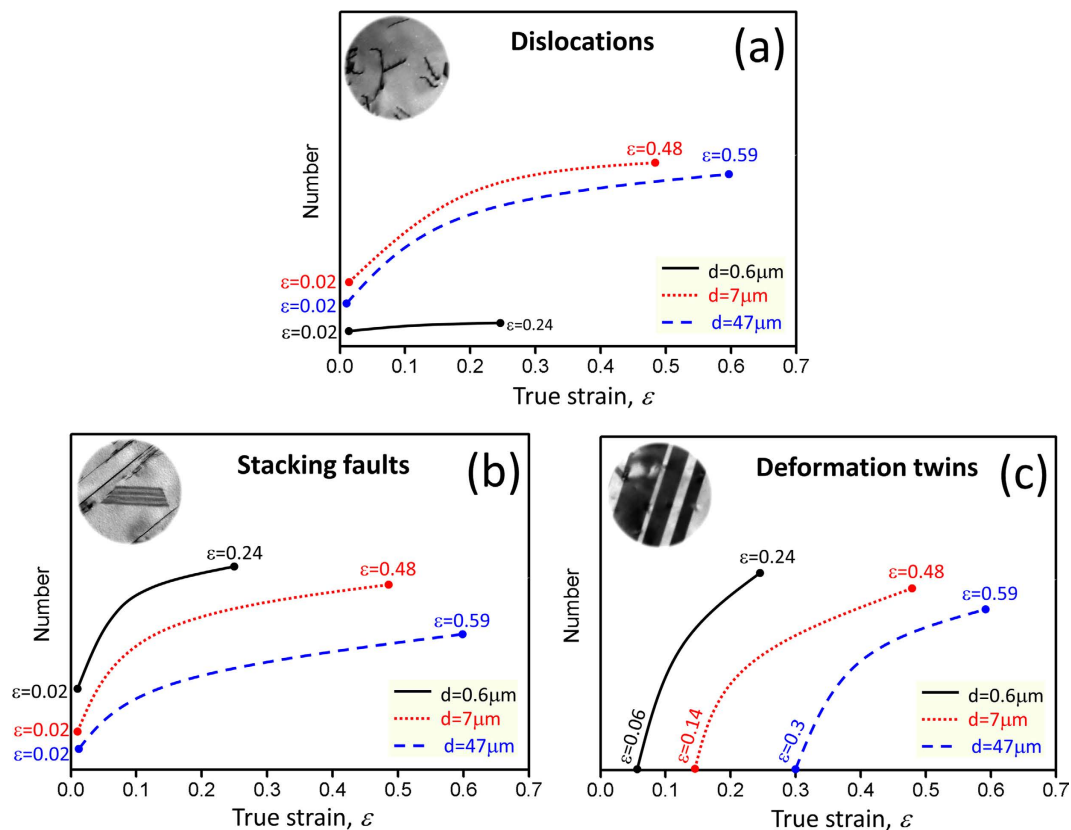 Dislocations
(a)
Number
ε=0.48
ε=0.59
ε=0.02
ε=0.02
ε=0.02
ε=0.24
d=0.6μm
d=7μm
d=47μm
0.0 0.1 0.2 0.3 0.4 0.5 0.6 0.7
True strain, ε
Stacking faults
(b)
Number
ε=0.24
ε=0.48
ε=0.59
ε=0.02
ε=0.02
ε=0.02
d=0.6μm
d=7μm
d=47μm
0.0 0.1 0.2 0.3 0.4 0.5 0.6 0.7
True strain, ε
Deformation twins
(c)
Number
ε=0.24
ε=0.48
ε=0.59
ε=0.06
ε=0.14
ε=0.3
d=0.6μm
d=7μm
d=47μm
0.0 0.1 0.2 0.3 0.4 0.5 0.6 0.7
True strain, ε